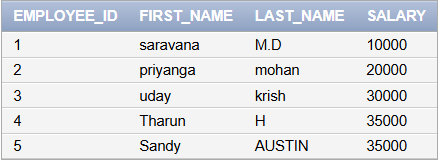 EMPLOYEE_ID FIRST_NAME LAST_NAME SALARY
1 saravana M.D 10000
2 priyanga mohan 20000
3 uday krish 30000
4 Tharun H 35000
5 Sandy AUSTIN 35000